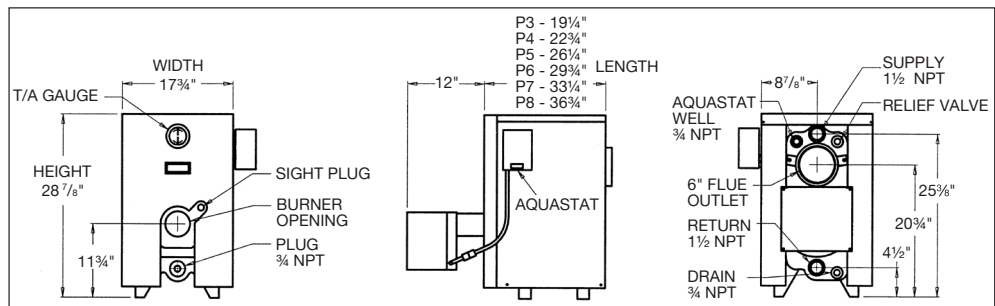 WIDTH
17¾"
T/A GAUGE
HEIGHT
28 ⅞"
SIGHT PLUG
BURNER
OPENING
PLUG
¾ NPT
11¾"
P3 - 19¼"
P4 - 22¾"
P5 - 26¼"
P6 - 29¾"
P7 - 33¼"
P8 - 36¾"
LENGTH
12"
AQUASTAT
8⅞"
SUPPLY
1½ NPT
AQUASTAT
WELL
¾ NPT
RELIEF VALVE
6" FLUE
OUTLET
25⅜"
20¾"
RETURN
1½ NPT
4½"
DRAIN
¾ NPT